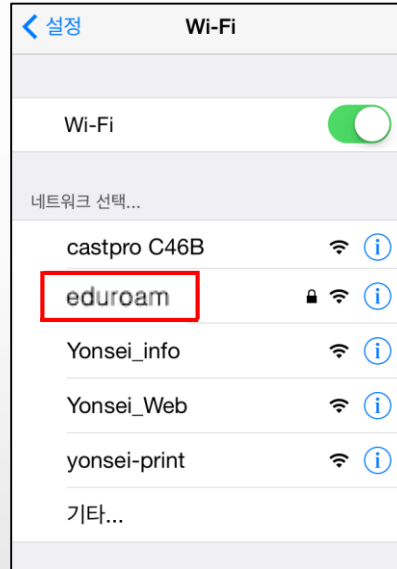 설정 Wi-Fi
Wi-Fi
네트워크 선택...
castpro C46B
eduroam
Yonsei_info
Yonsei_Web
yonsei-print
기타...